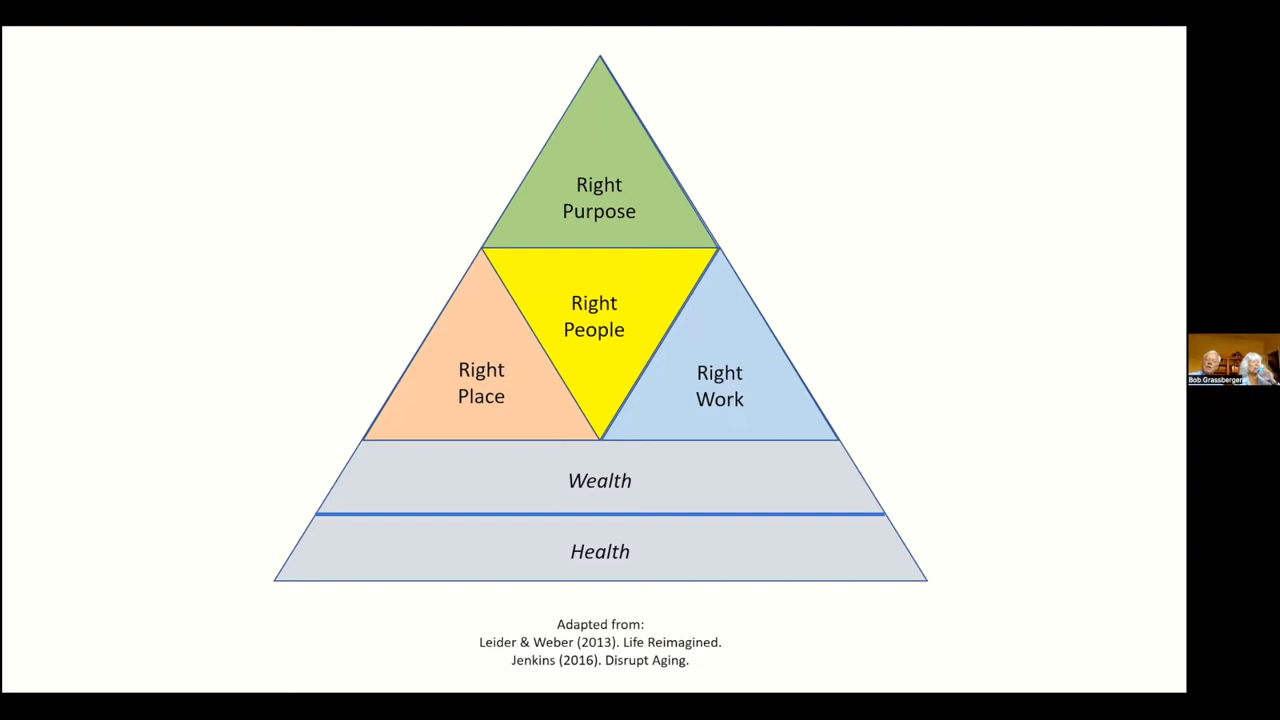 Right
Purpose
Right
People
Right
Place
Right
Work
Wealth
Health
Adapted from:
Leider & Weber (2013). Life Reimagined.
Jenkins (2016). Disrupt Aging.
Bob Grassberger